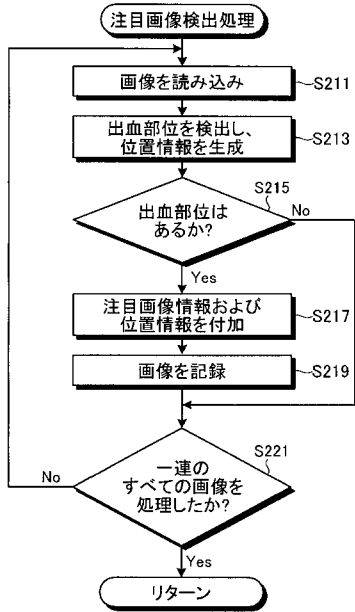 注目画像検出処理
画像を読み込み
S211
出血部位を検出し、
位置情報を生成
S213
S215
出血部位は
あるか?
No
Yes
注目画像情報および
位置情報を付加
S217
画像を記録
S219
S221
一連の
すべての画像を
処理したか?
No
Yes
リターン